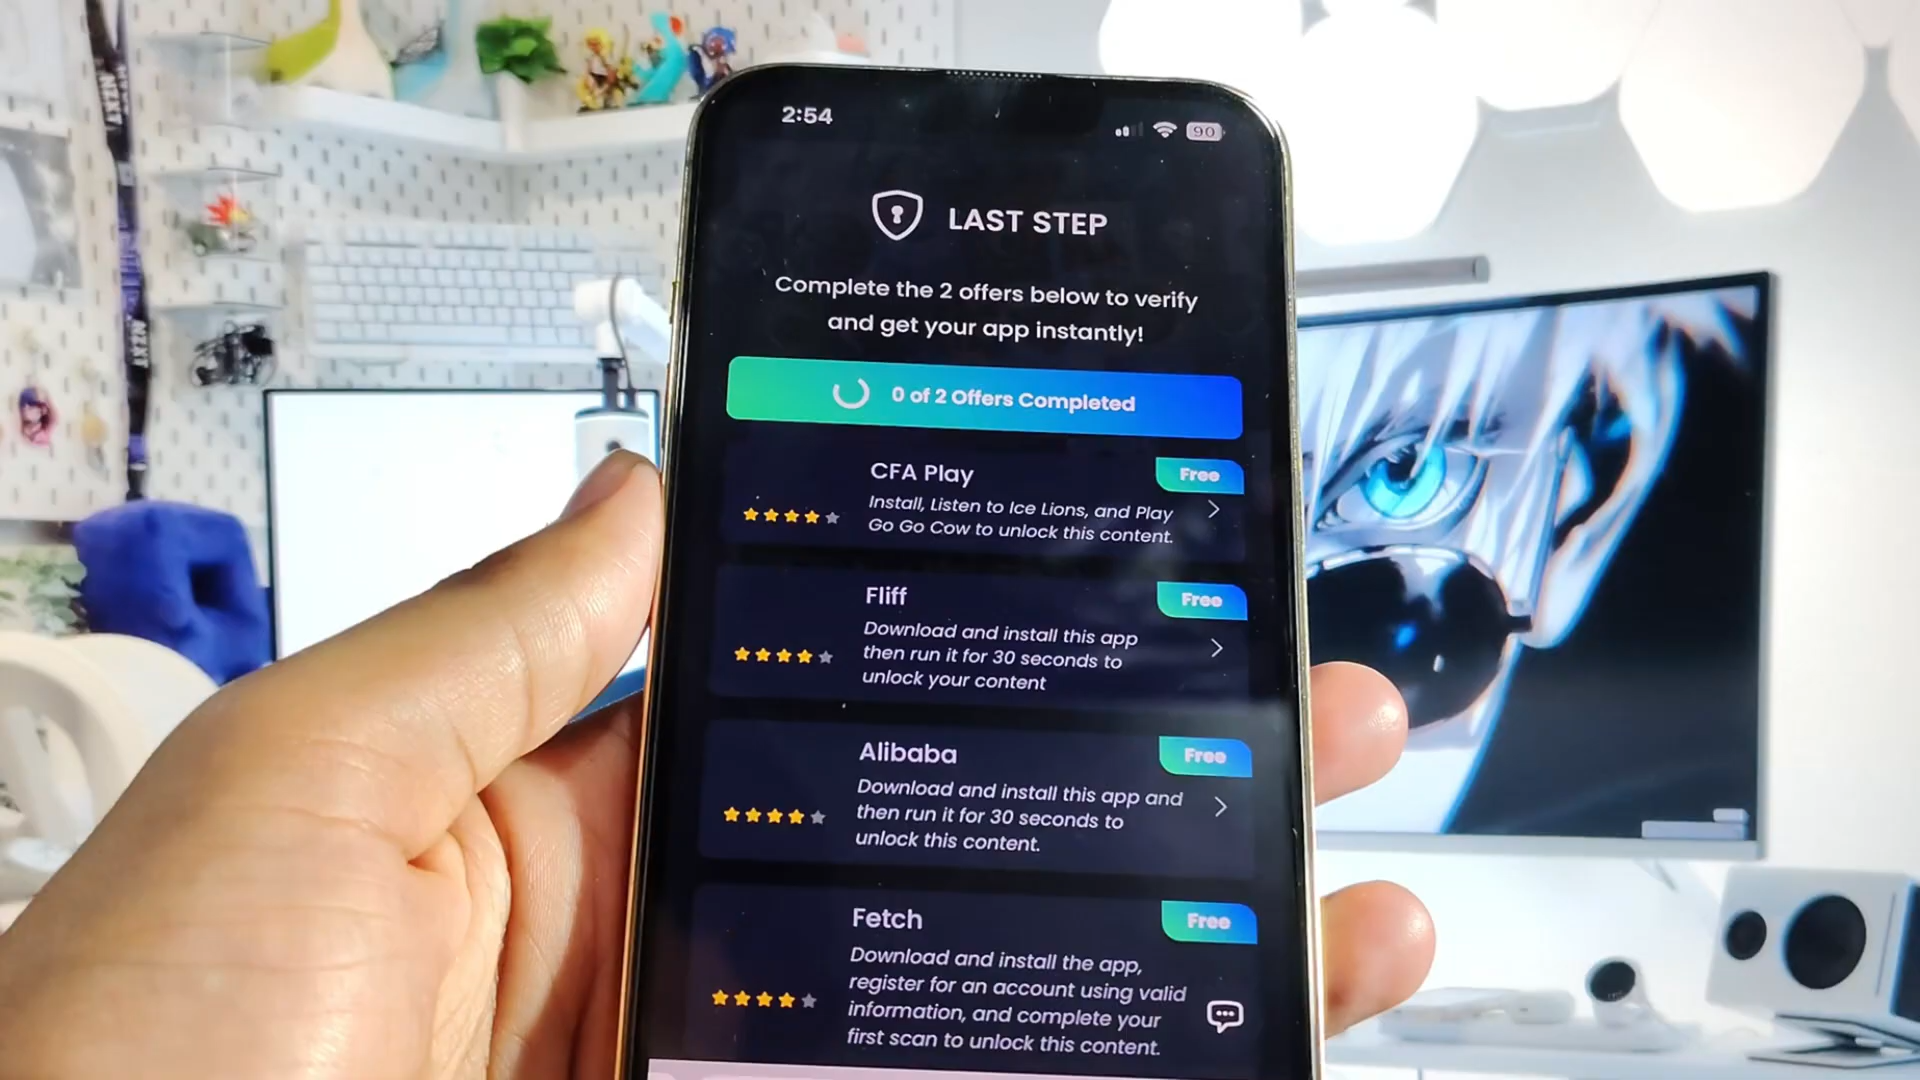 2:54
90
LAST STEP
Complete the 2 offers below to verify
and get your app instantly!
0 of 2 Offers Completed
CFA Play
Free
Install, Listen to Ice Lions, and Play
Go Go Cow to unlock this content.
Fliff
Free
Download and install this app
then run it for 30 seconds to
unlock your content
Alibaba
Free
Download and install this app and
then run it for 30 seconds to
unlock this content.
Fetch
Free
Download and install the app,
register for an account using valid
information, and complete your
first scan to unlock this content.
NZXT
NZXT